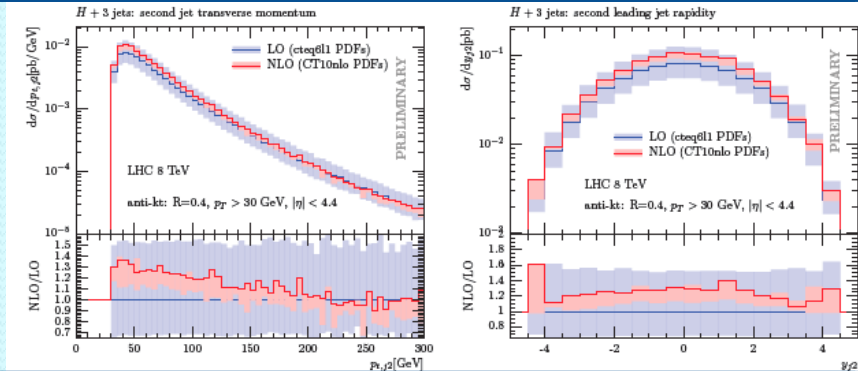 H + 3 jets: second jet transverse momentum
dσ/dp_{t,j2}[pb/GeV]
10⁻²
10⁻³
10⁻⁴
10⁻⁵
LO (cteq6l1 PDFs)
NLO (CT10nlo PDFs)
PRELIMINARY
LHC 8 TeV
anti-kt: R=0.4, p_T > 30 GeV, |η| < 4.4
NLO/LO
1.5
1.4
1.3
1.2
1.1
1.0
0.9
0.8
0.7
0 50 100 150 200 250 300
p_{t,j2}[GeV]
H + 3 jets: second leading jet rapidity
dσ/dy_{j2}[pb]
10⁻¹
10⁻²
10⁻³
LO (cteq6l1 PDFs)
NLO (CT10nlo PDFs)
PRELIMINARY
LHC 8 TeV
anti-kt: R=0.4, p_T > 30 GeV, |η| < 4.4
NLO/LO
1.8
1.6
1.4
1.2
1
0.8
-4 -2 0 2 4
y_{j2}